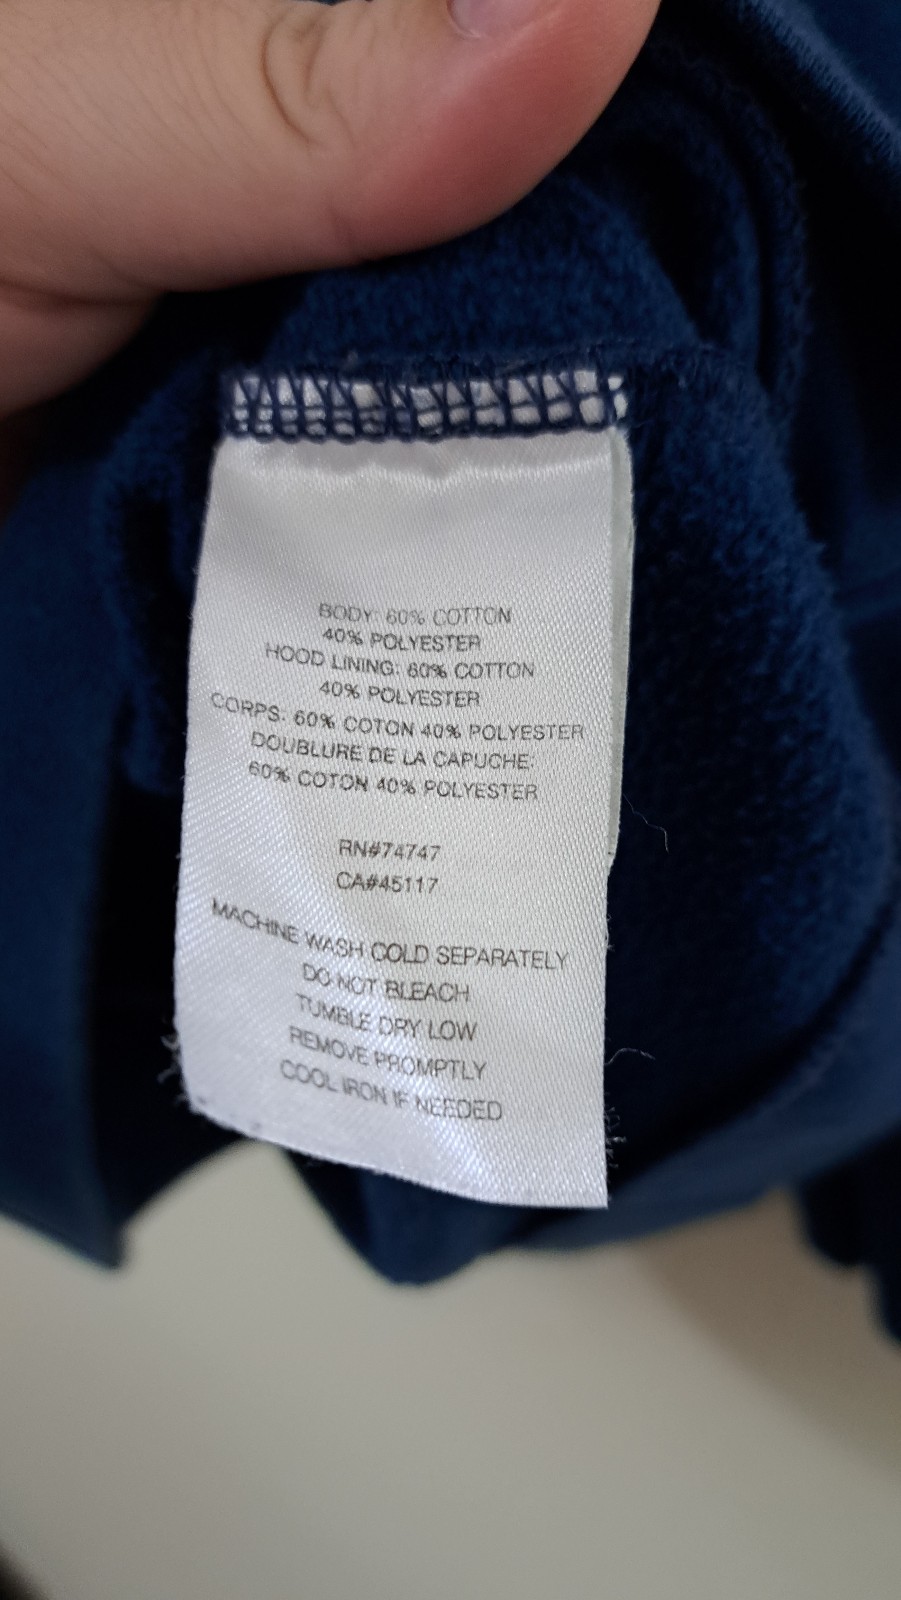 BODY: 60% COTTON
40% POLYESTER
HOOD LINING: 60% COTTON
40% POLYESTER
CORPS: 60% COTON 40% POLYESTER
DOUBLURE DE LA CAPUCHE:
60% COTON 40% POLYESTER
RN#74747
CA#45117
MACHINE WASH COLD SEPARATELY
DO NOT BLEACH
TUMBLE DRY LOW
REMOVE PROMPTLY
COOL IRON IF NEEDED